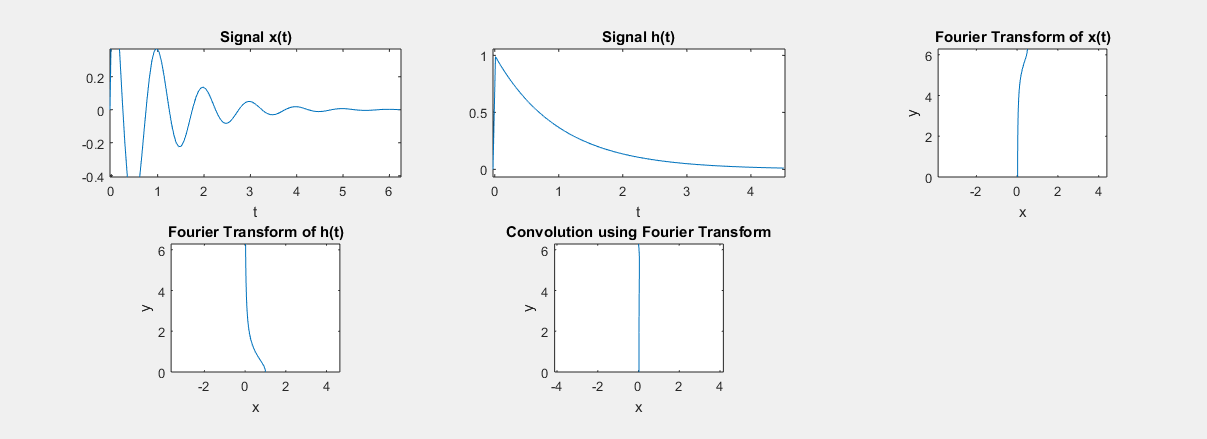 Signal x(t)
0.2
0
-0.2
-0.4
0 1 2 3 4 5 6
t
Signal h(t)
1
0.5
0
0 1 2 3 4
t
Fourier Transform of x(t)
6
4
2
0
y
-2 0 2 4
x
Fourier Transform of h(t)
6
4
2
0
y
-2 0 2 4
x
Convolution using Fourier Transform
6
4
2
0
y
-4 -2 0 2 4
x